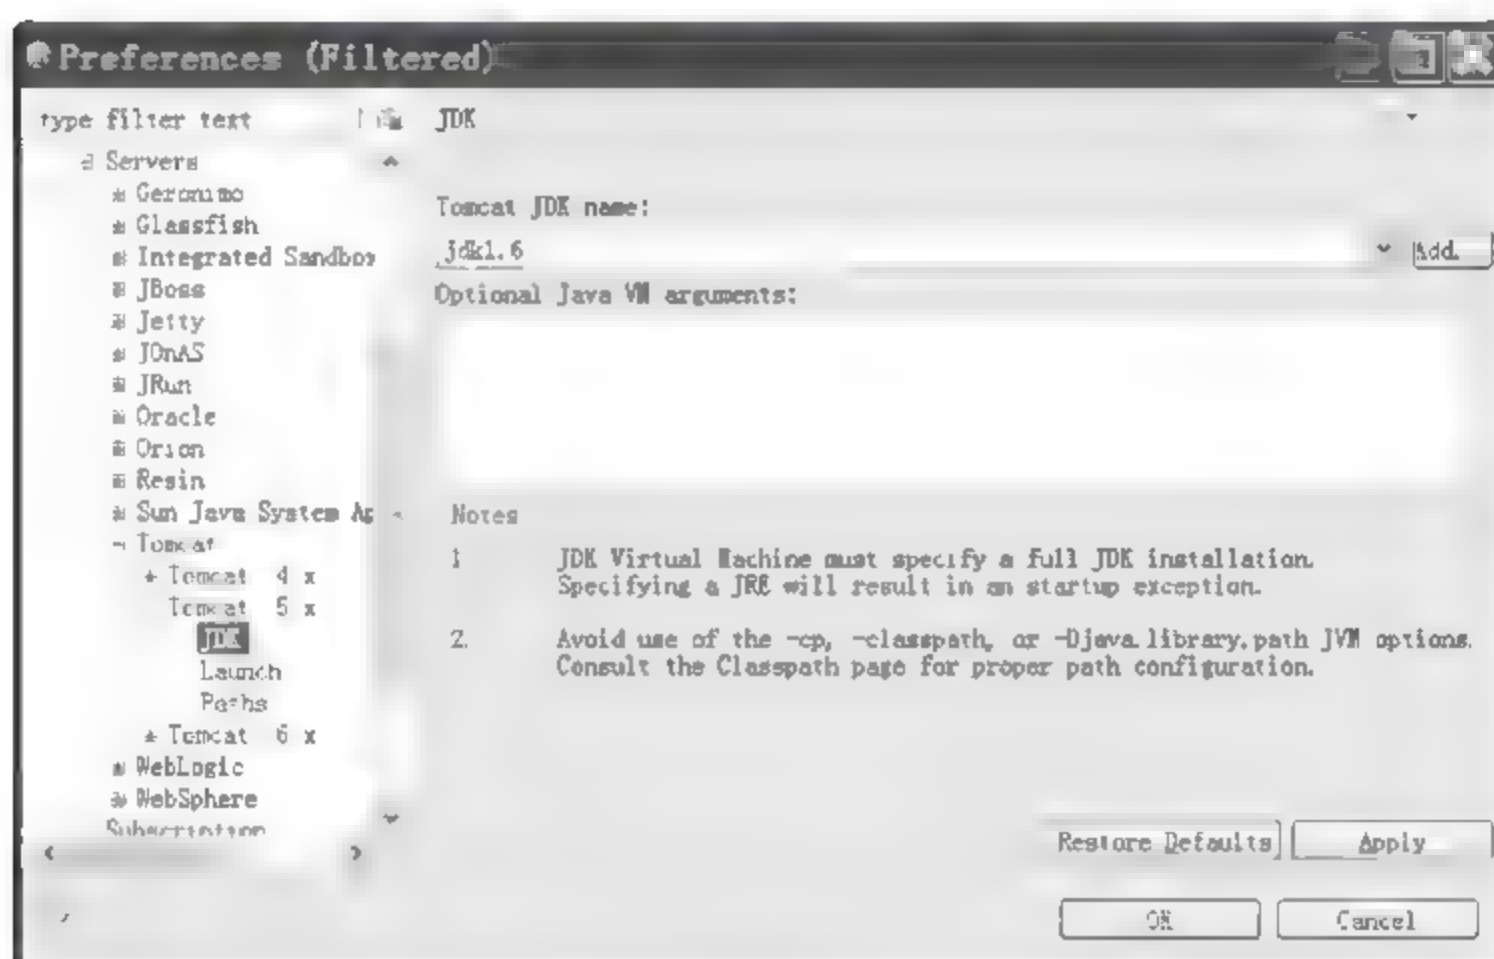 Preferences (Filtered)
type filter text
JDK
Servers
Geronimo
Glassfish
Integrated Sandbox
JBoss
Jetty
JOnAS
JRun
Oracle
Orion
Resin
Sun Java System Ap
Tomcat
Tomcat 4.x
Tomcat 5.x
JDK
Launch
Paths
Tomcat 6.x
WebLogic
WebSphere
Subscription
Tomcat JDK name:
jdk1.6
Add.
Optional Java VM arguments:
Notes
1 JDK Virtual Machine must specify a full JDK installation.
Specifying a JRE will result in an startup exception.
2. Avoid use of the -cp, -classpath, or -Djava.library.path JVM options.
Consult the Classpath page for proper path configuration.
Restore Defaults
Apply
OK
Cancel